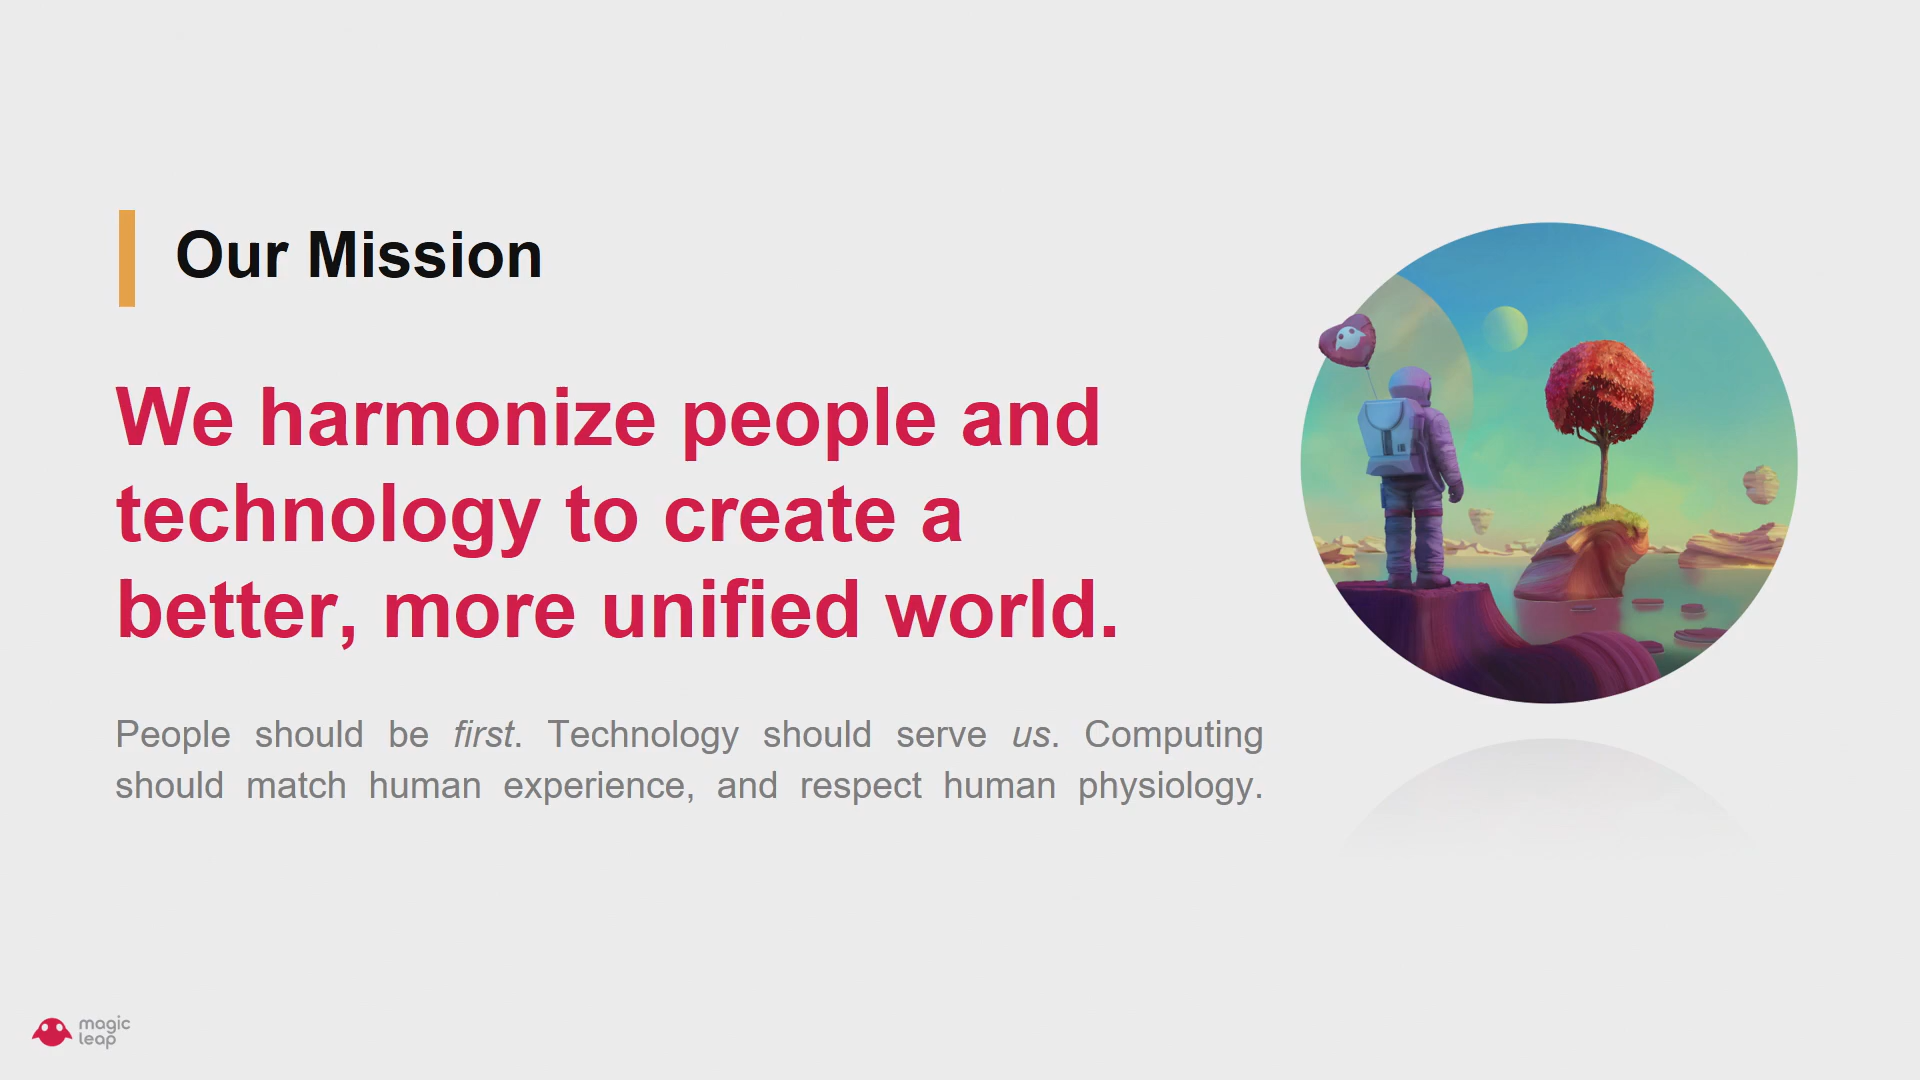 Our Mission
We harmonize people and
technology to create a
better, more unified world.
People should be first. Technology should serve us. Computing
should match human experience, and respect human physiology.
magic
leap